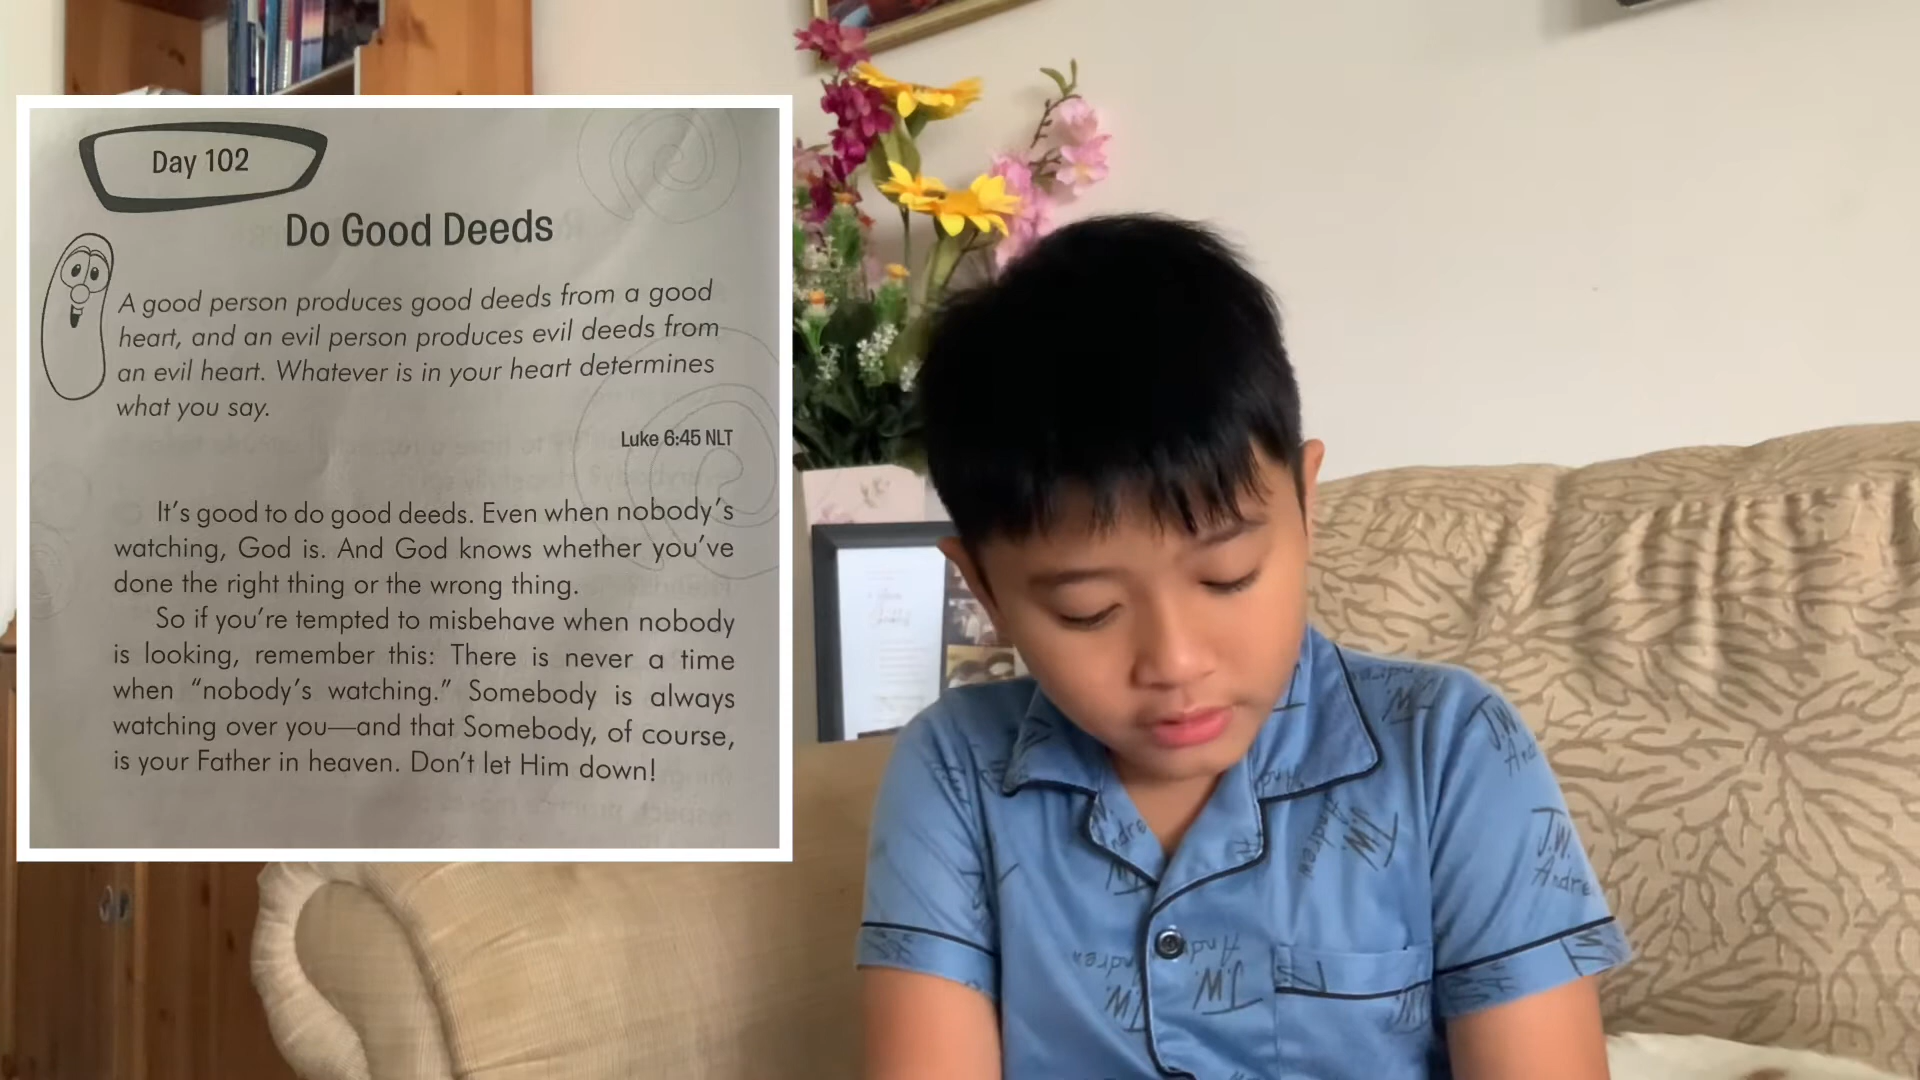 Day 102
Do Good Deeds
A good person produces good deeds from a good
heart, and an evil person produces evil deeds from
an evil heart. Whatever is in your heart determines
what you say.
Luke 6:45 NLT
It's good to do good deeds. Even when nobody's
watching, God is. And God knows whether you've
done the right thing or the wrong thing.
So if you're tempted to misbehave when nobody
is looking, remember this: There is never a time
when “nobody's watching.” Somebody is always
watching over you—and that Somebody, of course,
is your Father in heaven. Don't let Him down!
J.W.
Andre
J.W.
Andrew
Andrew
J.W.